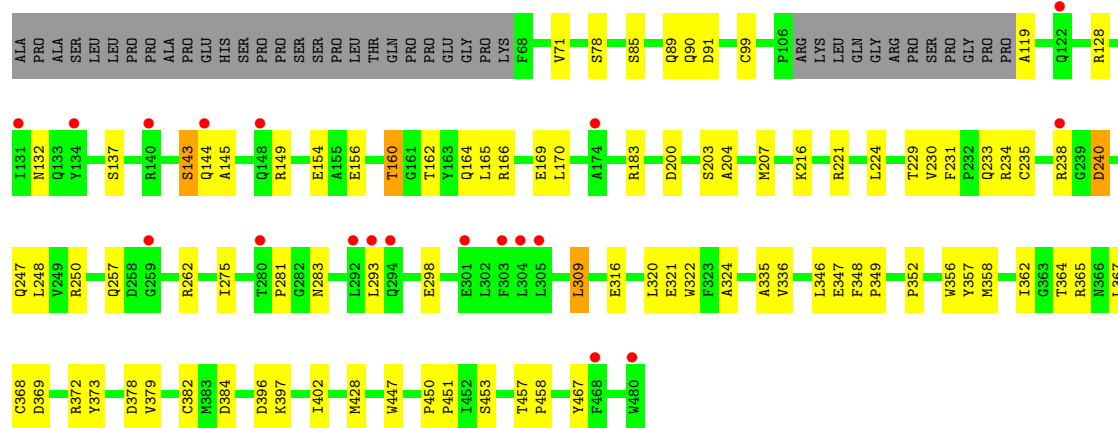 ALA PRO ALA SER LEU LEU PRO PRO ALA PRO GLU HIS SER PRO PRO SER SER PRO LEU THR GLN PRO PRO GLU GLY PRO LYS F68 V71 S78 S85 Q89 Q90 D91 C99 P106 ARG LYS LEU GLN GLY ARG PRO SER PRO GLY PRO PRO A119 Q122 R128
I131 N132 Q133 Y134 S137 R140 S143 Q144 A145 Q148 R149 E154 A155 E156 T160 G161 T162 Y163 Q164 L165 R166 E169 L170 A174 R183 D200 S203 A204 M207 K216 R221 L224 T229 V230 F231 P232 Q233 R234 C235 R238 G239 D240
Q247 L248 V249 R250 Q257 D258 G259 R262 I275 T280 P281 G282 N283 L292 L293 Q294 E298 E301 L302 F303 L304 L305 L309 E316 L320 E321 W322 F323 A324 A335 V336 L346 E347 F348 P349 P352 W356 Y357 M358 I362 G363 T364 R365 N366 L367
C368 D369 R372 Y373 D378 V379 C382 M383 D384 D396 K397 I402 M428 W447 P450 P451 I452 S453 T457 P458 Y467 F468 W480